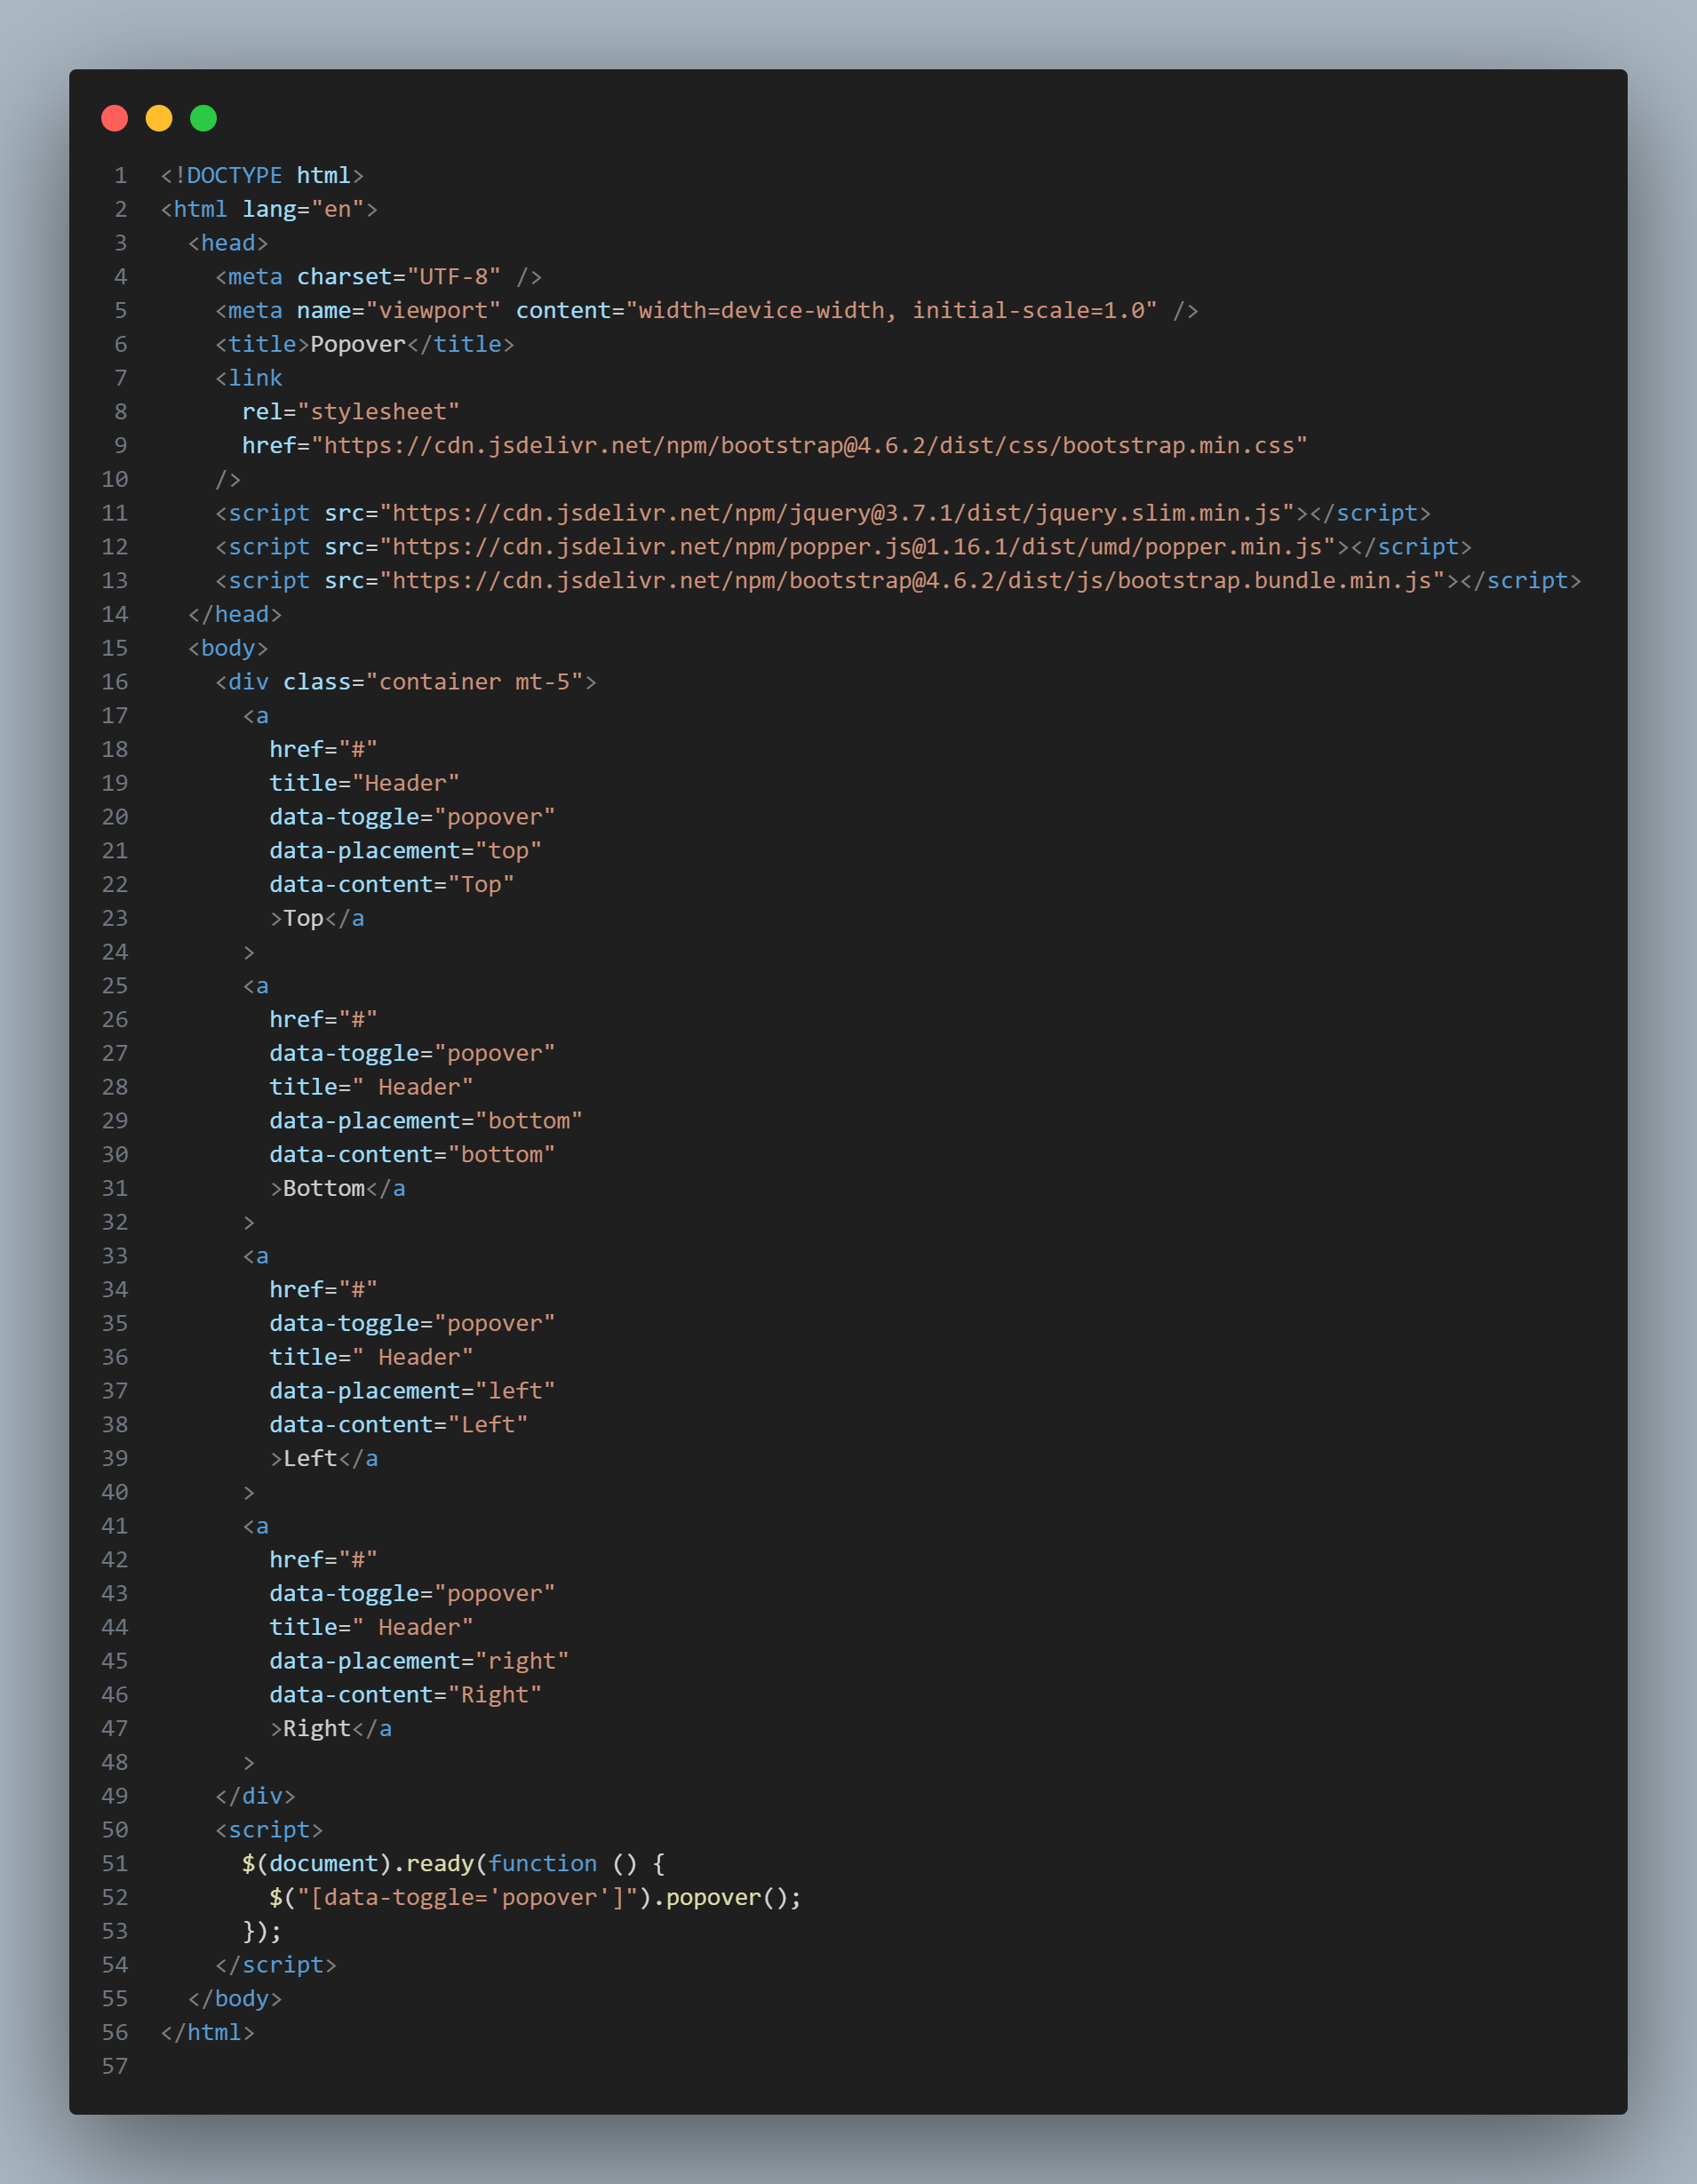 1 <!DOCTYPE html>
2 <html lang="en">
3   <head>
4     <meta charset="UTF-8" />
5     <meta name="viewport" content="width=device-width, initial-scale=1.0" />
6     <title>Popover</title>
7     <link
8       rel="stylesheet"
9       href="https://cdn.jsdelivr.net/npm/bootstrap@4.6.2/dist/css/bootstrap.min.css"
10     />
11     <script src="https://cdn.jsdelivr.net/npm/jquery@3.7.1/dist/jquery.slim.min.js"></script>
12     <script src="https://cdn.jsdelivr.net/npm/popper.js@1.16.1/dist/umd/popper.min.js"></script>
13     <script src="https://cdn.jsdelivr.net/npm/bootstrap@4.6.2/dist/js/bootstrap.bundle.min.js"></script>
14   </head>
15   <body>
16     <div class="container mt-5">
17       <a
18         href="#"
19         title="Header"
20         data-toggle="popover"
21         data-placement="top"
22         data-content="Top"
23         >Top</a
24       >
25       <a
26         href="#"
27         data-toggle="popover"
28         title=" Header"
29         data-placement="bottom"
30         data-content="bottom"
31         >Bottom</a
32       >
33       <a
34         href="#"
35         data-toggle="popover"
36         title=" Header"
37         data-placement="left"
38         data-content="Left"
39         >Left</a
40       >
41       <a
42         href="#"
43         data-toggle="popover"
44         title=" Header"
45         data-placement="right"
46         data-content="Right"
47         >Right</a
48       >
49     </div>
50     <script>
51       $(document).ready(function () {
52         $("[data-toggle='popover']").popover();
53       });
54     </script>
55   </body>
56 </html>
57